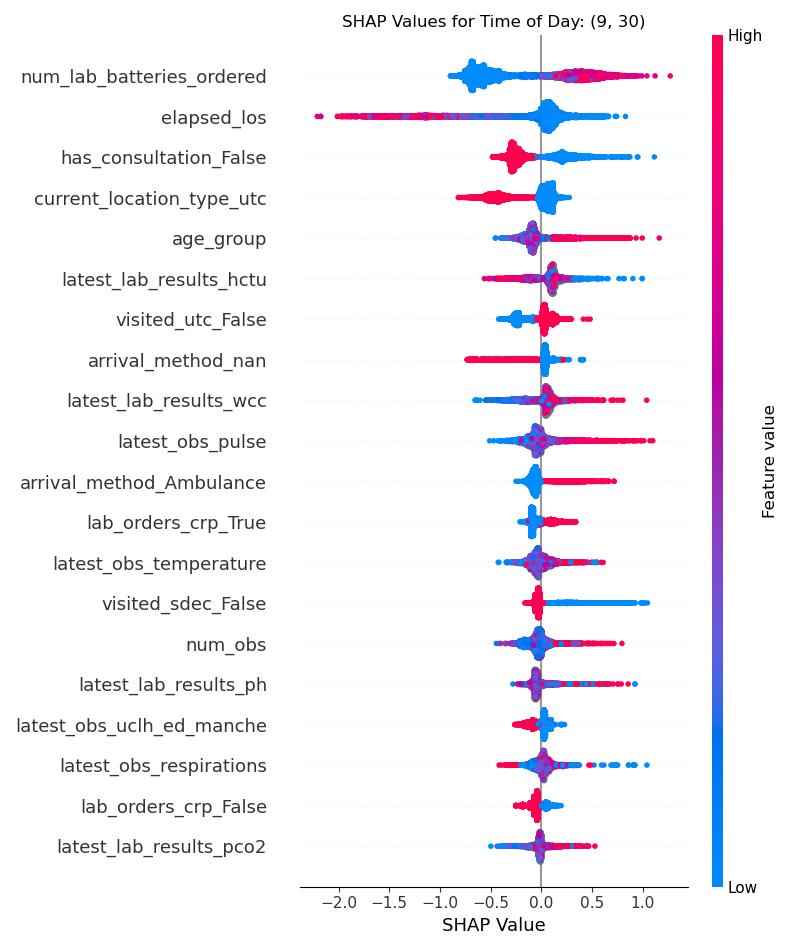 SHAP Values for Time of Day: (9, 30)
High
num_lab_batteries_ordered
elapsed_los
has_consultation_False
current_location_type_utc
age_group
latest_lab_results_hctu
visited_utc_False
arrival_method_nan
latest_lab_results_wcc
latest_obs_pulse
arrival_method_Ambulance
lab_orders_crp_True
latest_obs_temperature
visited_sdec_False
num_obs
latest_lab_results_ph
latest_obs_uclh_ed_manche
latest_obs_respirations
lab_orders_crp_False
latest_lab_results_pco2
Feature value
Low
−2.0 −1.5 −1.0 −0.5 0.0 0.5 1.0
SHAP Value